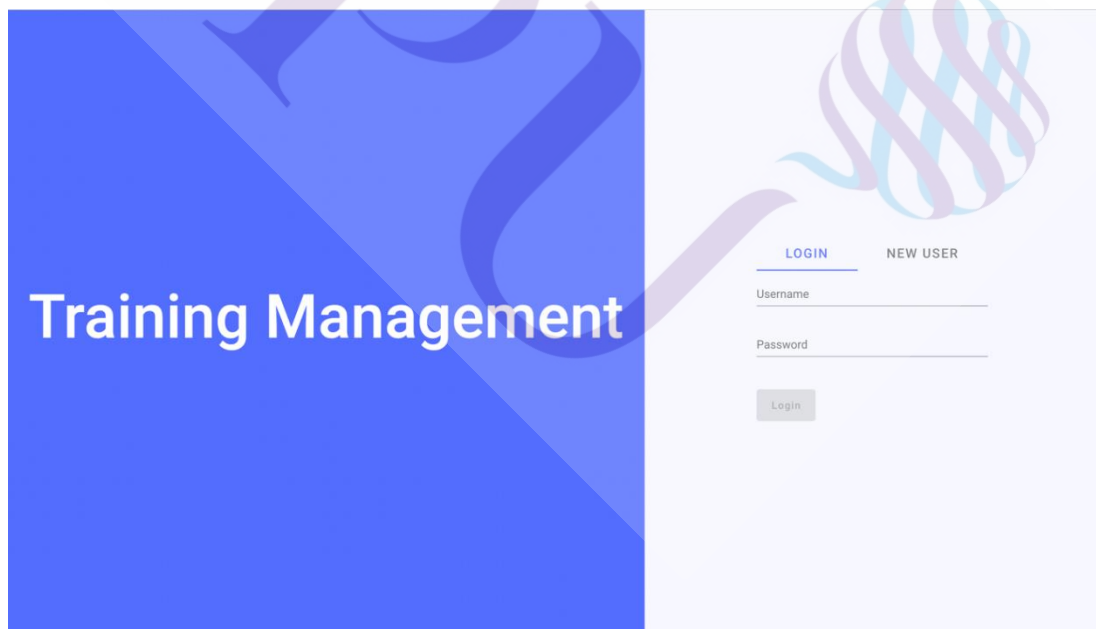 Training Management
LOGIN NEW USER
Username
Password
Login